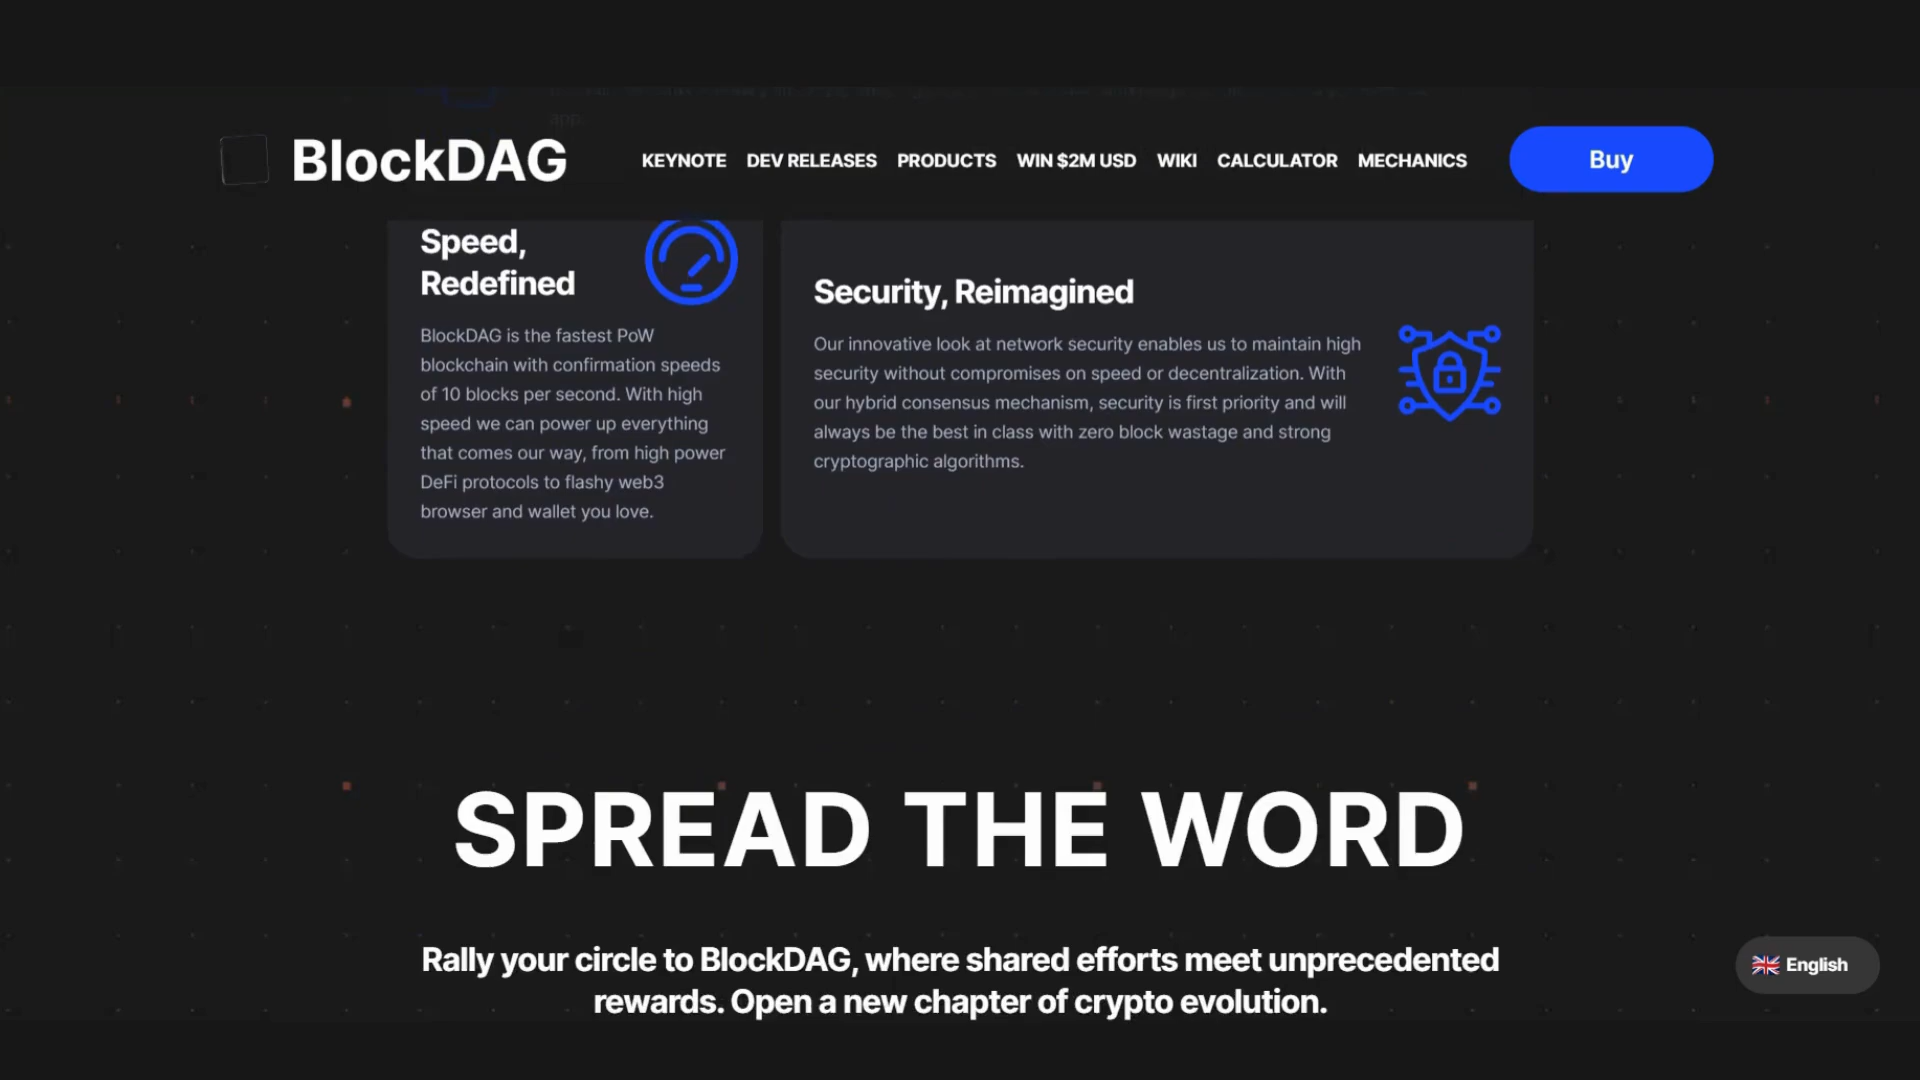 app.
BlockDAG
KEYNOTE DEV RELEASES PRODUCTS WIN $2M USD WIKI CALCULATOR MECHANICS
Buy
Speed,
Redefined
BlockDAG is the fastest PoW
blockchain with confirmation speeds
of 10 blocks per second. With high
speed we can power up everything
that comes our way, from high power
DeFi protocols to flashy web3
browser and wallet you love.
Security, Reimagined
Our innovative look at network security enables us to maintain high
security without compromises on speed or decentralization. With
our hybrid consensus mechanism, security is first priority and will
always be the best in class with zero block wastage and strong
cryptographic algorithms.
SPREAD THE WORD
Rally your circle to BlockDAG, where shared efforts meet unprecedented
rewards. Open a new chapter of crypto evolution.
English